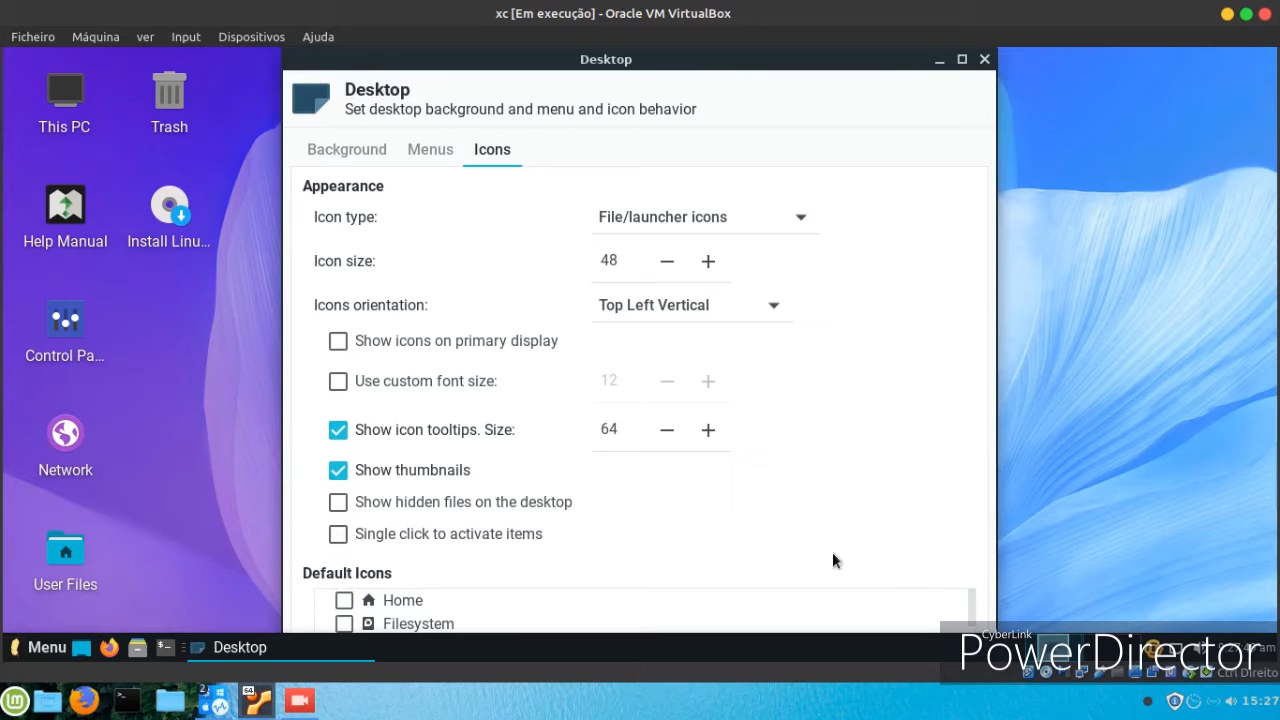 xc [Em execução] - Oracle VM VirtualBox
Ficheiro Máquina ver Input Dispositivos Ajuda
Desktop
Desktop
Set desktop background and menu and icon behavior
Background Menus Icons
Appearance
Icon type: File/launcher icons
Icon size: 48
Icons orientation: Top Left Vertical
Show icons on primary display
Use custom font size: 12
Show icon tooltips. Size: 64
Show thumbnails
Show hidden files on the desktop
Single click to activate items
Default Icons
Home
Filesystem
This PC
Trash
Help Manual
Install Linu...
Control Pa...
Network
User Files
Menu Desktop
CyberLink
PowerDirector
Ctrl Direito
2
64
15:27